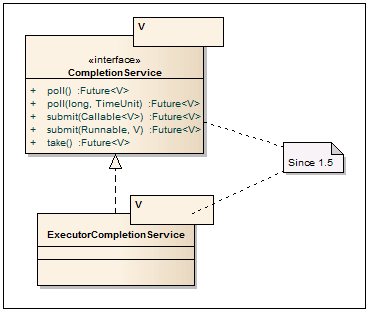 V
«interface»
CompletionService
+ poll() :Future<V>
+ poll(long, TimeUnit) :Future<V>
+ submit(Callable<V>) :Future<V>
+ submit(Runnable, V) :Future<V>
+ take() :Future<V>
Since 1.5
V
ExecutorCompletionService